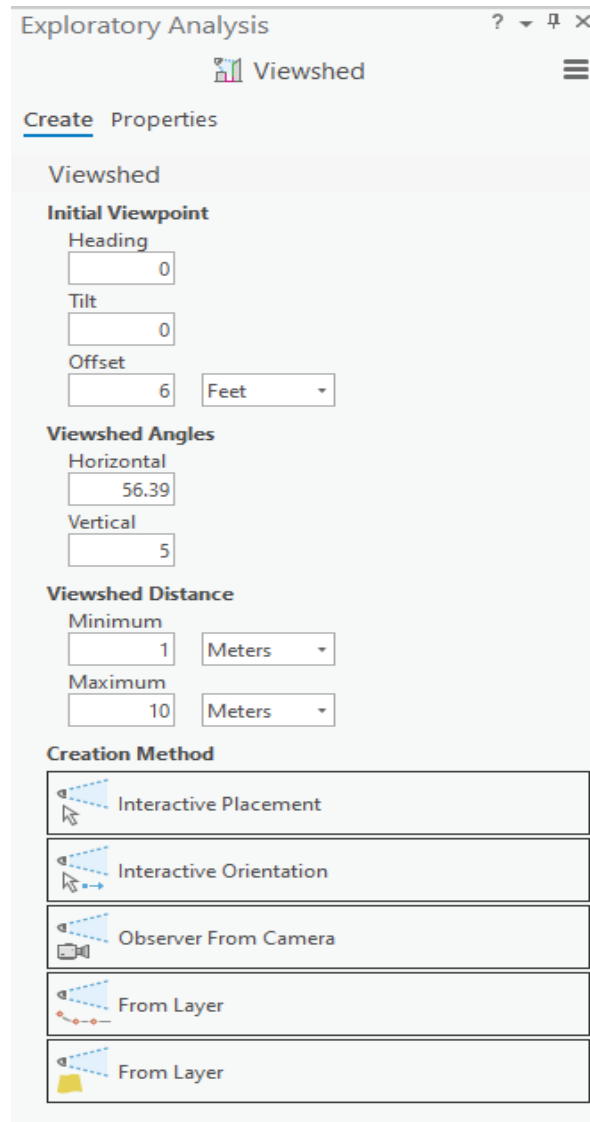 Exploratory Analysis ?
Viewshed
Create Properties
Viewshed
Initial Viewpoint
Heading
0
Tilt
0
Offset
6 Feet
Viewshed Angles
Horizontal
56.39
Vertical
5
Viewshed Distance
Minimum
1 Meters
Maximum
10 Meters
Creation Method
Interactive Placement
Interactive Orientation
Observer From Camera
From Layer
From Layer